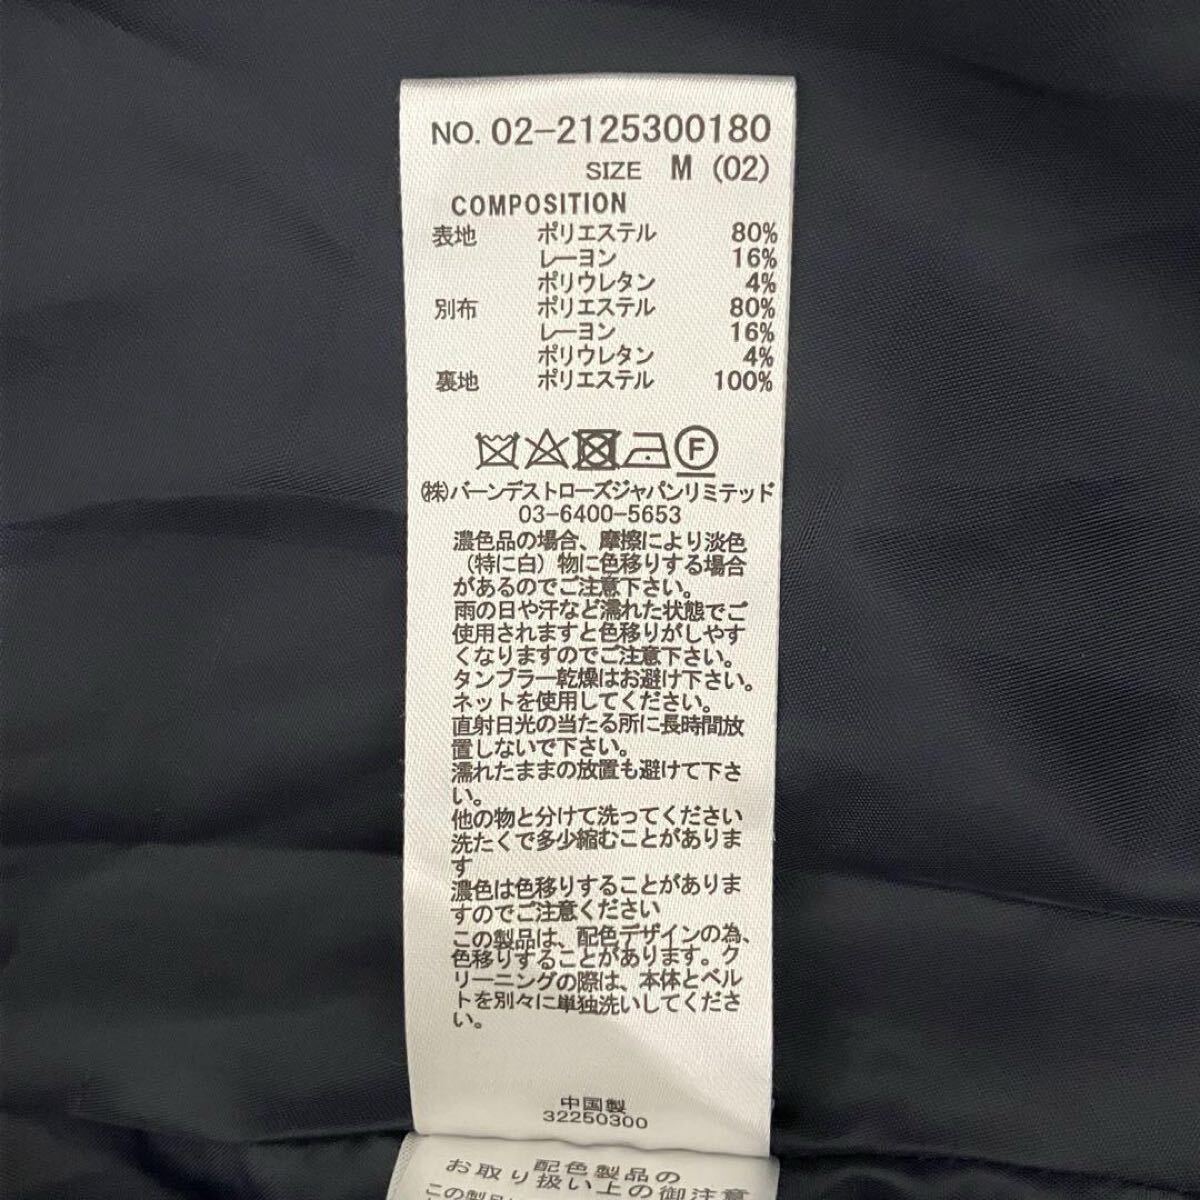 NO. 02-2125300180
SIZE M (02)
COMPOSITION
表地 ポリエステル 80%
レーヨン 16%
ポリウレタン 4%
別布 ポリエステル 80%
レーヨン 16%
ポリウレタン 4%
裏地 ポリエステル 100%
F
㈱バーンデストローズジャパンリミテッド
03-6400-5653
濃色品の場合、摩擦により淡色
(特に白)物に色移りする場合
があるのでご注意下さい。
雨の日や汗など濡れた状態でご
使用されますと色移りがしやす
くなりますのでご注意下さい。
タンブラー乾燥はお避け下さい。
ネットを使用してください。
直射日光の当たる所に長時間放
置しないで下さい。
濡れたままの放置も避けて下さ
い。
他の物と分けて洗ってください
洗たくで多少縮むことがありま
す
濃色は色移りすることがありま
すのでご注意ください
この製品は、配色デザインの為、
色移りすることがあります。ク
リーニングの際は、本体とベル
トを別々に単独洗いしてくださ
い。
中国製
32250300
配色製品の
お取り扱い上の御注意
この製品